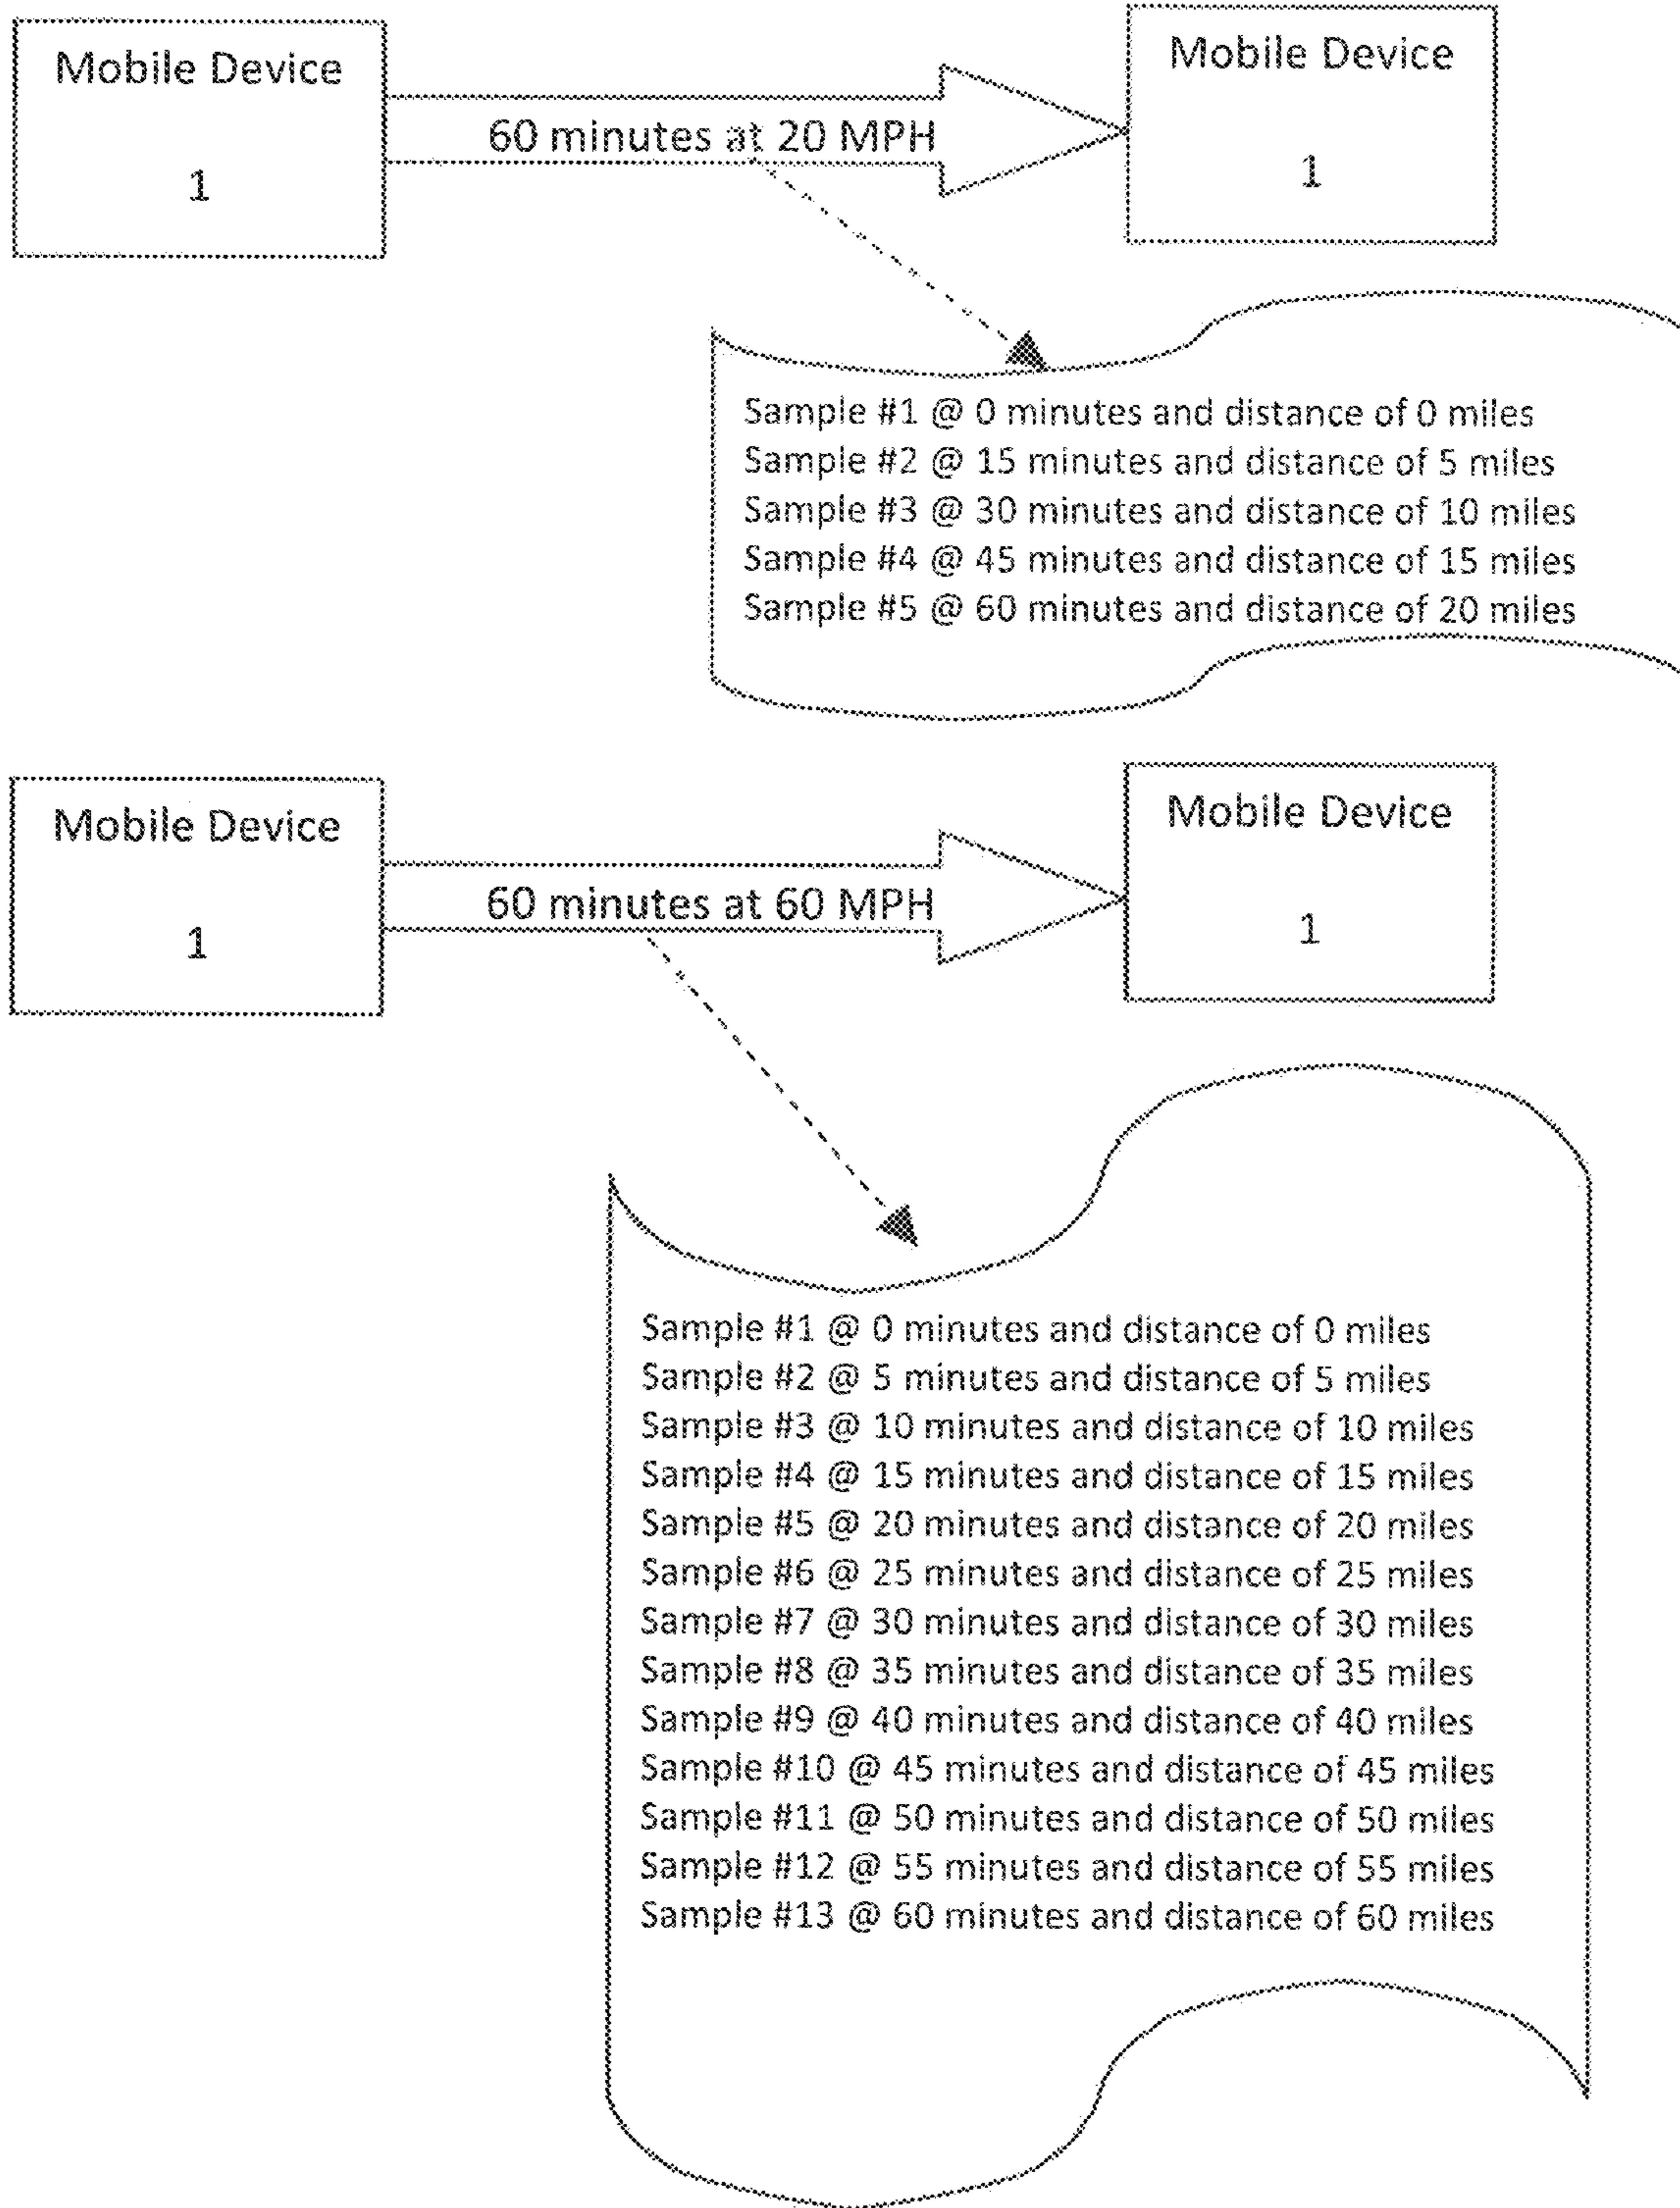 Mobile Device
1
60 minutes at 20 MPH
Mobile Device
1
Sample #1 @ 0 minutes and distance of 0 miles
Sample #2 @ 15 minutes and distance of 5 miles
Sample #3 @ 30 minutes and distance of 10 miles
Sample #4 @ 45 minutes and distance of 15 miles
Sample #5 @ 60 minutes and distance of 20 miles
Mobile Device
1
60 minutes at 60 MPH
Mobile Device
1
Sample #1 @ 0 minutes and distance of 0 miles
Sample #2 @ 5 minutes and distance of 5 miles
Sample #3 @ 10 minutes and distance of 10 miles
Sample #4 @ 15 minutes and distance of 15 miles
Sample #5 @ 20 minutes and distance of 20 miles
Sample #6 @ 25 minutes and distance of 25 miles
Sample #7 @ 30 minutes and distance of 30 miles
Sample #8 @ 35 minutes and distance of 35 miles
Sample #9 @ 40 minutes and distance of 40 miles
Sample #10 @ 45 minutes and distance of 45 miles
Sample #11 @ 50 minutes and distance of 50 miles
Sample #12 @ 55 minutes and distance of 55 miles
Sample #13 @ 60 minutes and distance of 60 miles